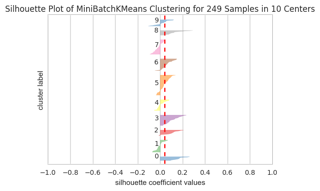 Silhouette Plot of MiniBatchKMeans Clustering for 249 Samples in 10 Centers
cluster label
9
8
7
6
5
4
3
2
1
0
−1.0 −0.8 −0.6 −0.4 −0.2 0.0 0.2 0.4 0.6 0.8 1.0
silhouette coefficient values